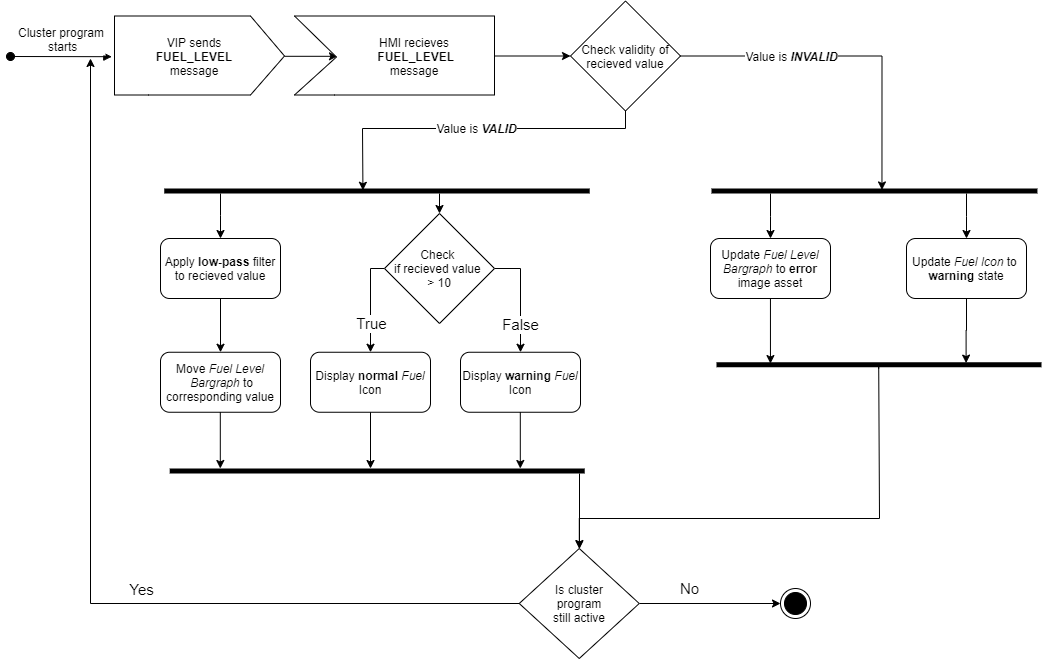 Cluster program
starts
VIP sends
FUEL_LEVEL
message
HMI recieves
FUEL_LEVEL
message
Check validity of
recieved value
Value is INVALID
Value is VALID
Apply low-pass filter
to recieved value
Check
if recieved value
> 10
Update Fuel Level
Bargraph to error
image asset
Update Fuel Icon to
warning state
True
False
Move Fuel Level
Bargraph to
corresponding value
Display normal Fuel
Icon
Display warning Fuel
Icon
Is cluster
program
still active
Yes
No